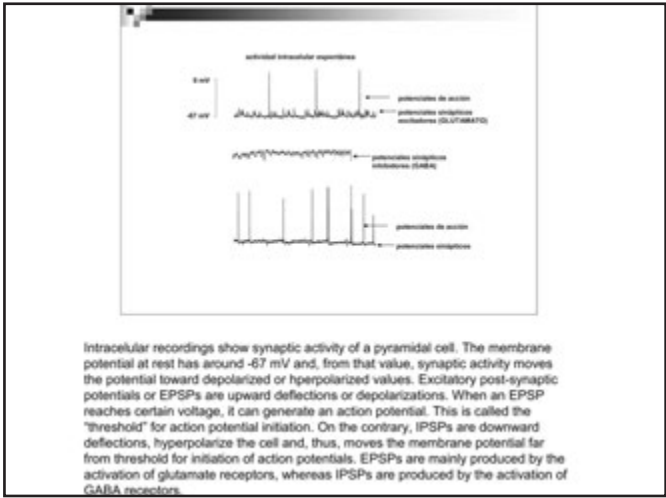 actividad intracelular espontánea
0 mV
-67 mV
potenciales de acción
potenciales sinápticos
excitadores (GLUTAMATO)
potenciales sinápticos
inhibidores (GABA)
potenciales de acción
potenciales sinápticos
Intracelular recordings show synaptic activity of a pyramidal cell. The membrane
potential at rest has around -67 mV and, from that value, synaptic activity moves
the potential toward depolarized or hperpolarized values. Excitatory post-synaptic
potentials or EPSPs are upward deflections or depolarizations. When an EPSP
reaches certain voltage, it can generate an action potential. This is called the
"threshold" for action potential initiation. On the contrary, IPSPs are downward
deflections, hyperpolarize the cell and, thus, moves the membrane potential far
from threshold for initiation of action potentials. EPSPs are mainly produced by the
activation of glutamate receptors, whereas IPSPs are produced by the activation of
GABA receptors.